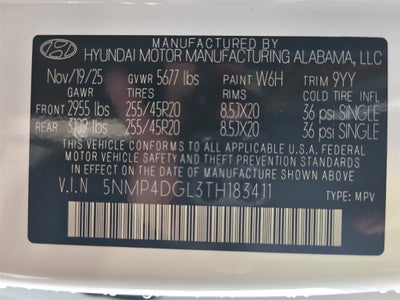 MANUFACTURED BY
HYUNDAI MOTOR MANUFACTURING ALABAMA, LLC
Nov/19/25 GVWR 5677 lbs PAINT W6H TRIM 9YY
GAWR TIRES RIMS COLD TIRE INFL
FRONT 2955 lbs 255/45R20 8.5JX20 36 psi SINGLE
REAR lbs 255/45R20 8.5JX20 36 psi SINGLE
THIS VEHICLE CONFORMS TO ALL APPLICABLE U.S.A. FEDERAL
MOTOR VEHICLE SAFETY, BUMPER, AND THEFT PREVENTION STANDARDS
IN EFFECT ON THE DATE OF MANUFACTURE SHOWN ABOVE.
V.I.N 5NMP4DGL3TH183411
TYPE: MPV